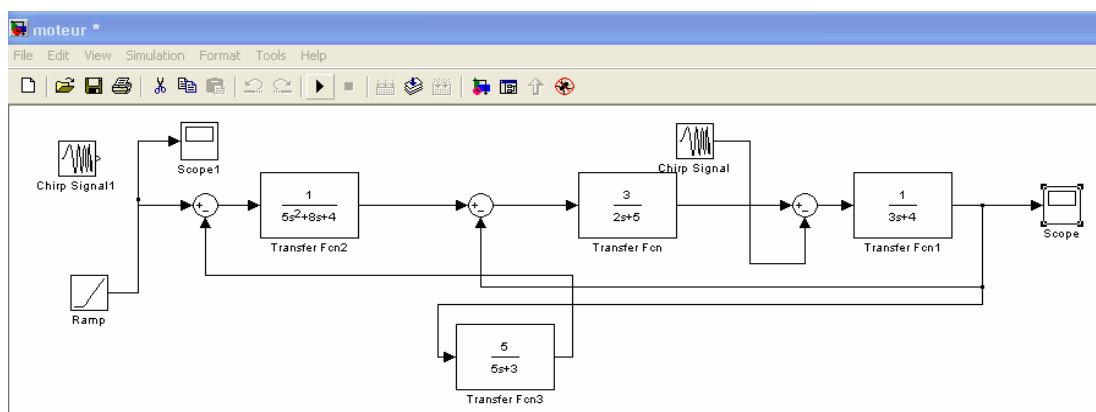 moteur *
File Edit View Simulation Format Tools Help
Scope1
Chirp Signal1
Chirp Signal
+
−
1
5s²+8s+4
Transfer Fcn2
+
−
3
2s+5
Transfer Fcn
+
−
1
3s+4
Transfer Fcn1
Scope
Ramp
5
5s+3
Transfer Fcn3